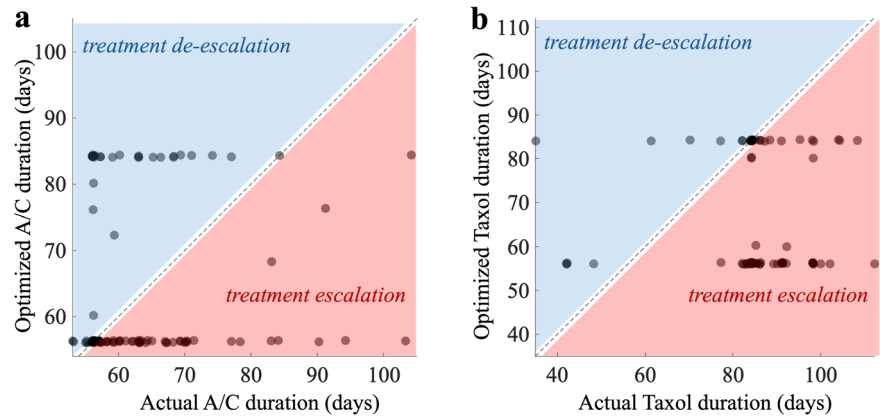 a
treatment de-escalation
treatment escalation
Optimized A/C duration (days)
100
90
80
70
60
60
70
80
90
100
Actual A/C duration (days)
b
treatment de-escalation
treatment escalation
Optimized Taxol duration (days)
110
100
90
80
70
60
50
40
40
60
80
100
Actual Taxol duration (days)